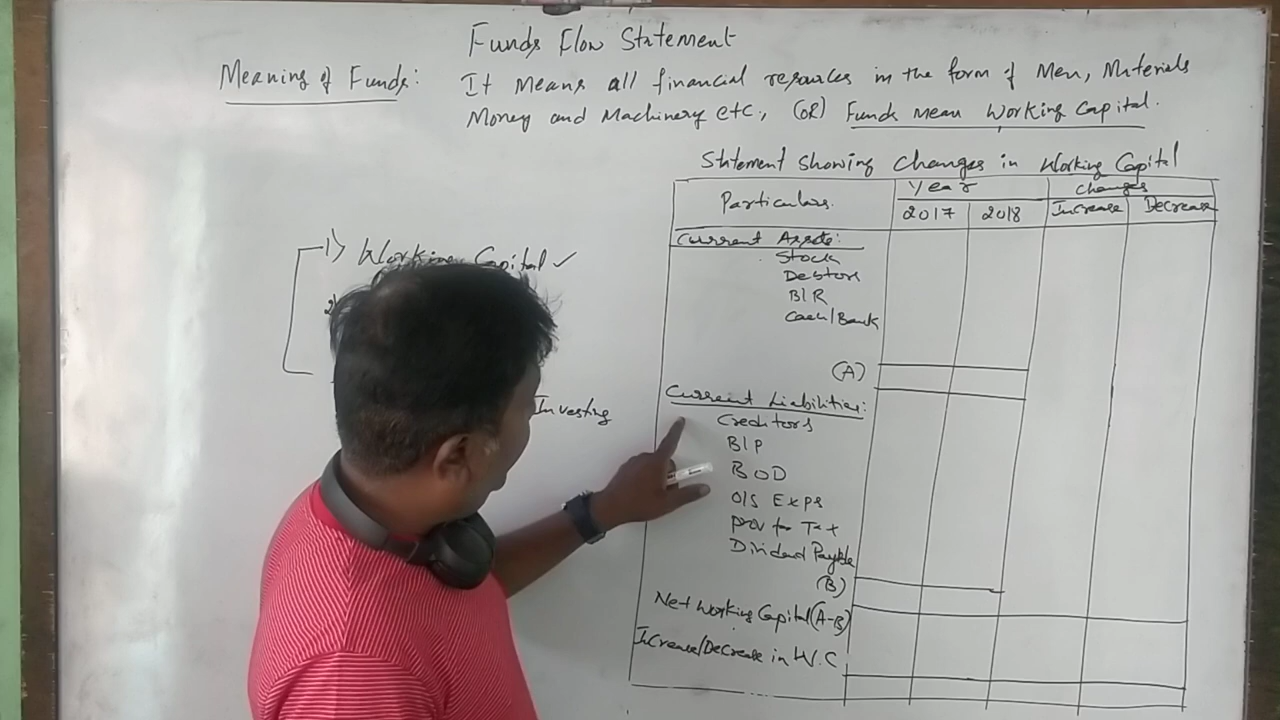 Funds Flow Statement
Meaning of Funds: It Means all financial resources in the form of Men, Materials
Money and Machinery etc., (OR) Funds mean Working Capital.
Statement Showing Changes in Working Capital
Particulars. Year Changes
2017 2018 Increase Decrease
Current Assets:
Stock
Debtors
B/R
Cash/Bank
(A)
Current Liabilities:
Creditors
B/P
BOD
O/S Exps
Prov for Tax
Dividend Payable
(B)
Net Working Capital (A-B)
Increase/Decrease in W.C
1) Working Capital ✓
2)
Investing